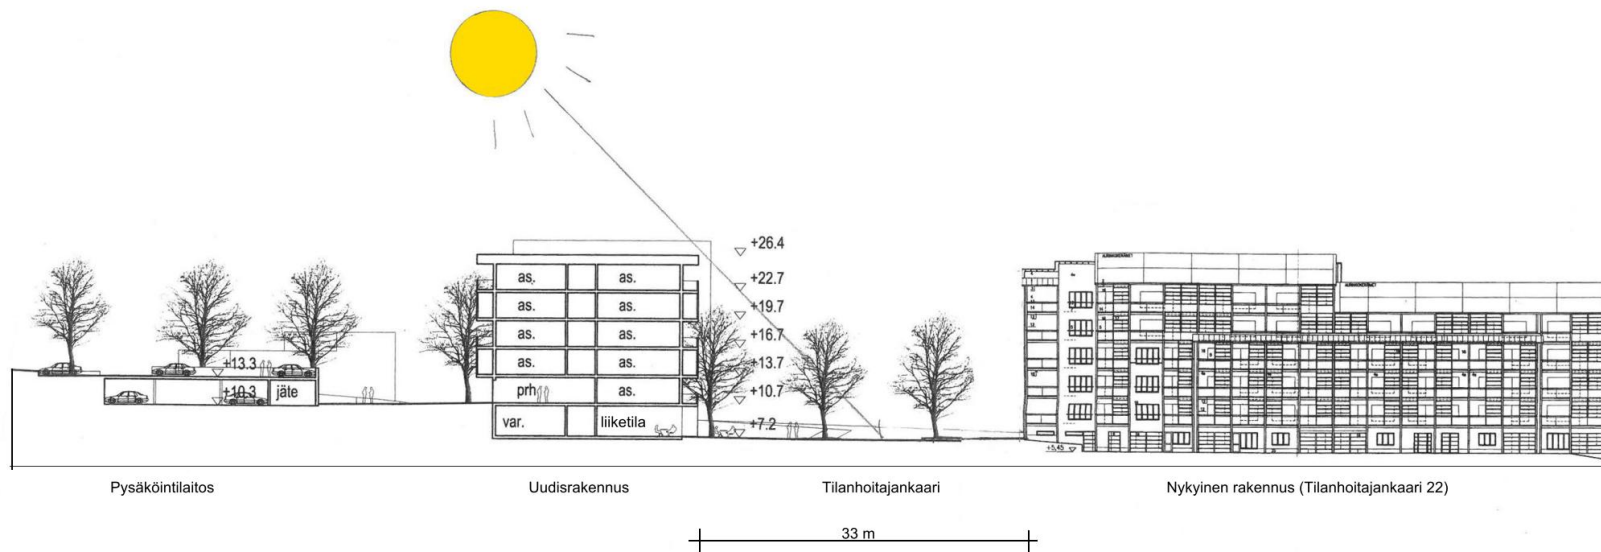 +26.4
+22.7
+19.7
+16.7
+13.7
+10.7
+7.2
as. as.
as. as.
as. as.
as. as.
prh as.
var. liiketila
+13.3
+10.3 jäte
+5,45
Pysäköintilaitos Uudisrakennus Tilanhoitajankaari Nykyinen rakennus (Tilanhoitajankaari 22)
33 m